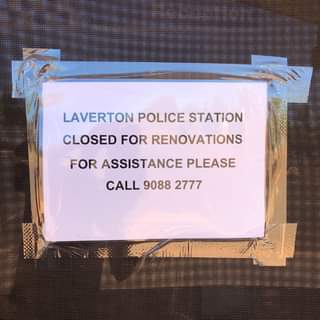 LAVERTON POLICE STATION
CLOSED FOR RENOVATIONS
FOR ASSISTANCE PLEASE
CALL 9088 2777